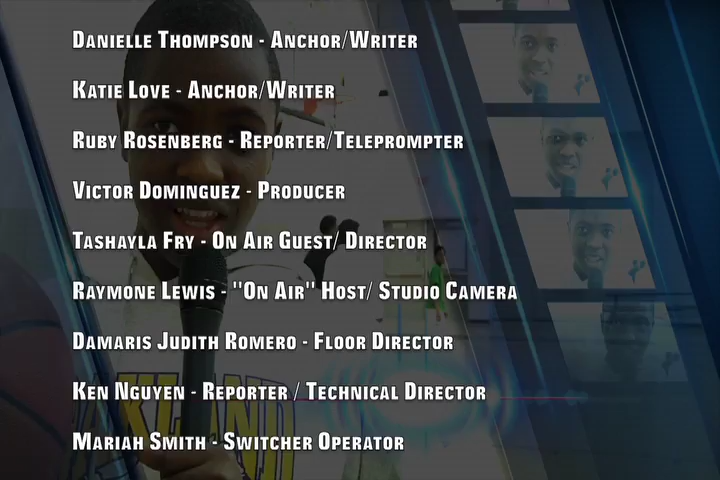 Danielle Thompson - Anchor/Writer
Katie Love - Anchor/Writer
Ruby Rosenberg - Reporter/Teleprompter
Victor Dominguez - Producer
Tashayla Fry - On Air Guest/ Director
Raymone Lewis - "On Air" Host/ Studio Camera
Damaris Judith Romero - Floor Director
Ken Nguyen - Reporter / Technical Director
Mariah Smith - Switcher Operator